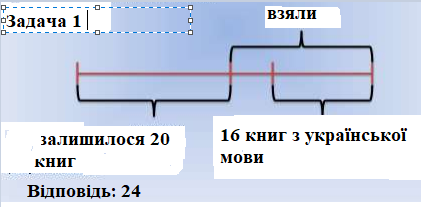 Задача 1
взяли
залишилося 20
книг
16 книг з української
мови
Відповідь: 24